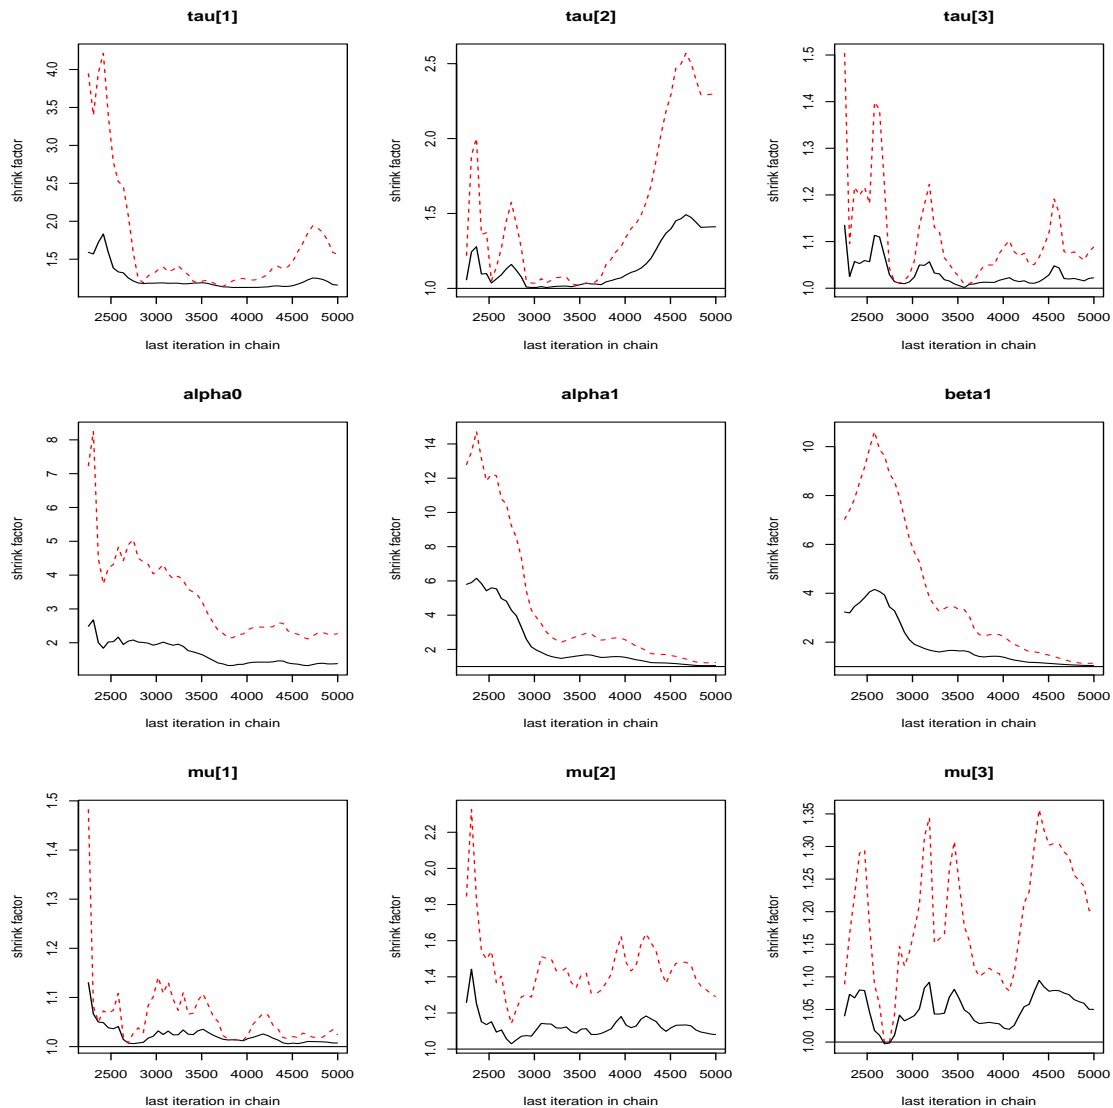 tau[1]
tau[2]
tau[3]
shrink factor
1.5 2.0 2.5 3.0 3.5 4.0
2500 3000 3500 4000 4500 5000
last iteration in chain
shrink factor
1.0 1.5 2.0 2.5
2500 3000 3500 4000 4500 5000
last iteration in chain
shrink factor
1.0 1.1 1.2 1.3 1.4 1.5
2500 3000 3500 4000 4500 5000
last iteration in chain
alpha0
alpha1
beta1
shrink factor
2 3 4 5 6 7 8
2500 3000 3500 4000 4500 5000
last iteration in chain
shrink factor
2 4 6 8 10 12 14
2500 3000 3500 4000 4500 5000
last iteration in chain
shrink factor
2 4 6 8 10
2500 3000 3500 4000 4500 5000
last iteration in chain
mu[1]
mu[2]
mu[3]
shrink factor
1.0 1.1 1.2 1.3 1.4 1.5
2500 3000 3500 4000 4500 5000
last iteration in chain
shrink factor
1.0 1.2 1.4 1.6 1.8 2.0 2.2
2500 3000 3500 4000 4500 5000
last iteration in chain
shrink factor
1.00 1.05 1.10 1.15 1.20 1.25 1.30 1.35
2500 3000 3500 4000 4500 5000
last iteration in chain